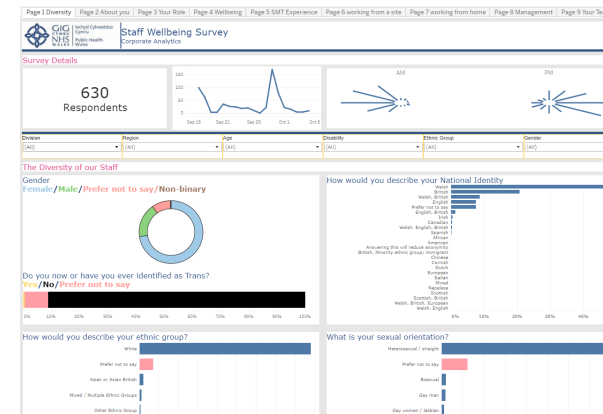 Page 1 Diversity Page 2 About you Page 3 Your Role Page 4 Wellbeing Page 5 SMT Experience Page 6 working from a site Page 7 working from home Page 8 Management Page 9 Your Te
GIG CYMRU NHS WALES
Iechyd Cyhoeddus Cymru
Public Health Wales
Staff Wellbeing Survey
Corporate Analytics
Survey Details
630
Respondents
150
100
50
0
Sep 16 Sep 21 Sep 26 Oct 1 Oct 6
AM
PM
Division Region Age Disability Ethnic Group Gender
(All) (All) (All) (All) (All) (All)
The Diversity of our Staff
Gender
Female/Male/Prefer not to say/Non-binary
Do you now or have you ever identified as Trans?
Yes/No/Prefer not to say
0% 10% 20% 30% 40% 50% 60% 70% 80% 90% 100%
How would you describe your National Identity
Welsh
British
Welsh, British
English
Prefer not to say
English, British
Irish
Canadian
Welsh, English, British
Spanish
African
American
Answering this will reduce anonymity
British, Minority ethnic group; immigrant
Chinese
Cornish
Dutch
European
Italian
Mixed
Nepalese
Scottish
Scottish, British
Welsh, British, European
Welsh, English
0% 10% 20% 30% 40%
How would you describe your ethnic group?
White
Prefer not to say
Asian or Asian British
Mixed / Multiple Ethnic Groups
Other Ethnic Group
What is your sexual orientation?
Heterosexual / straight
Prefer not to say
Bisexual
Gay man
Gay woman / lesbian